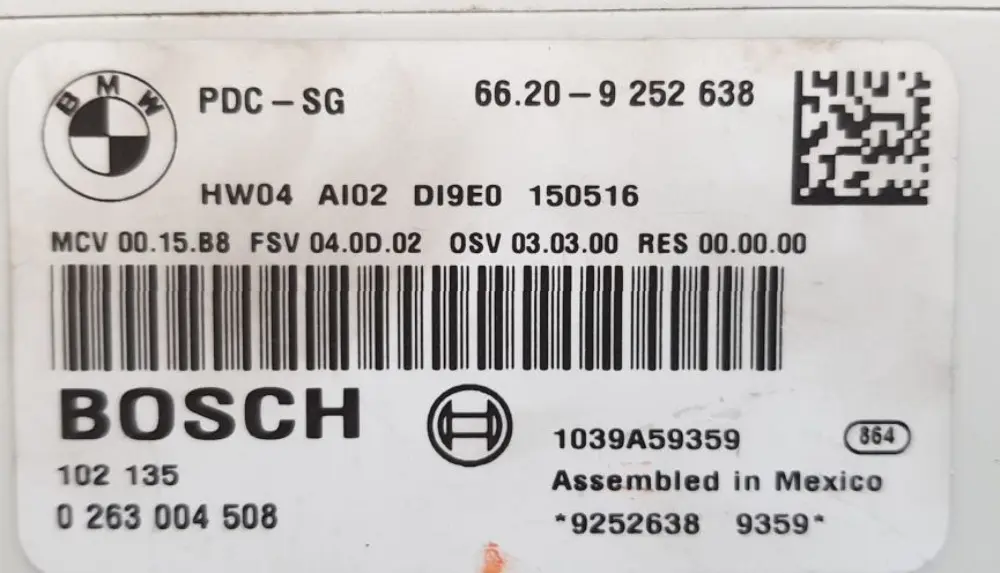 BMW
PDC-SG 66.20-9 252 638
HW04 AI02 DI9E0 150516
MCV 00.15.B8 FSV 04.0D.02 OSV 03.03.00 RES 00.00.00
BOSCH
1039A59359 864
102 135
Assembled in Mexico
0 263 004 508
*9252638 9359*